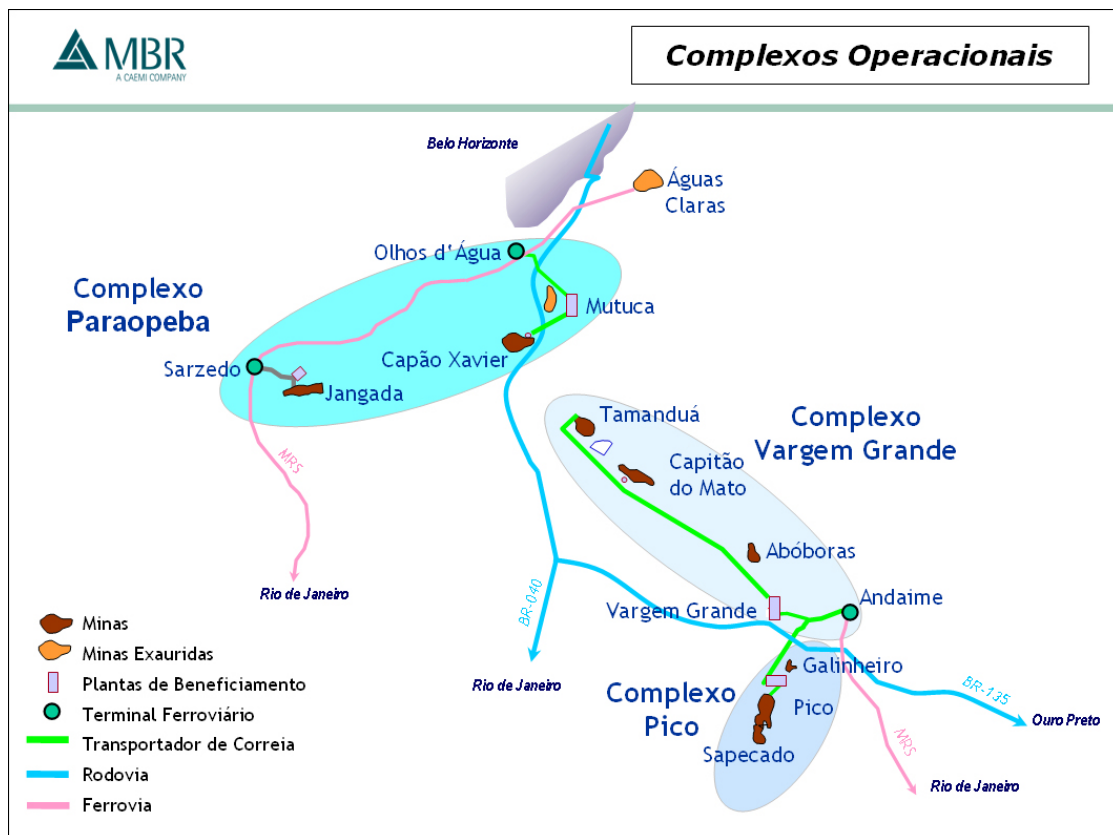 MBR
A CAEMI COMPANY
Complexos Operacionais
Belo Horizonte
Águas
Claras
Olhos d'Água
Complexo
Paraopeba
Mutuca
Capão Xavier
Sarzedo
Jangada
MRS
Rio de Janeiro
Tamanduá
Complexo
Vargem Grande
Capitão
do Mato
Abóboras
Andaime
Vargem Grande
BR-040
Rio de Janeiro
Galinheiro
Complexo
Pico
Pico
Sapecado
BR-135
Ouro Preto
MRS
Rio de Janeiro
Minas
Minas Exauridas
Plantas de Beneficiamento
Terminal Ferroviário
Transportador de Correia
Rodovia
Ferrovia